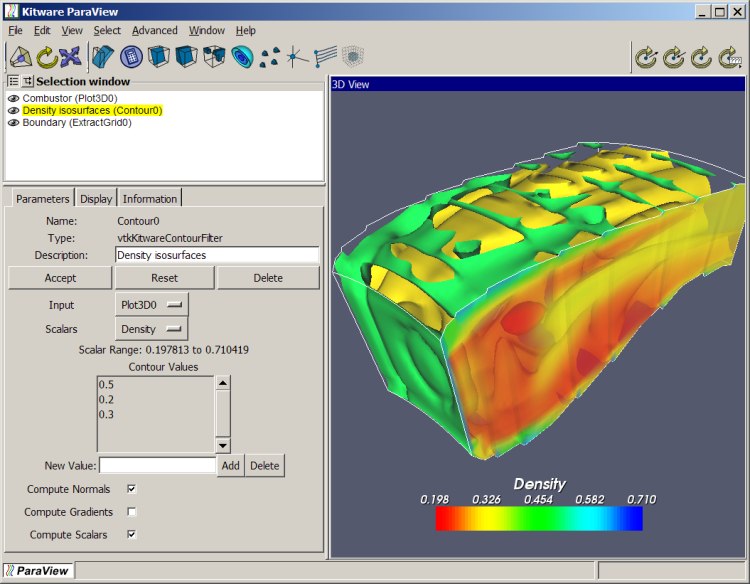 Kitware ParaView
File Edit View Select Advanced Window Help
Selection window
Combustor (Plot3D0)
Density isosurfaces (Contour0)
Boundary (ExtractGrid0)
Parameters Display Information
Name: Contour0
Type: vtkKitwareContourFilter
Description: Density isosurfaces
Accept Reset Delete
Input Plot3D0
Scalars Density
Scalar Range: 0.197813 to 0.710419
Contour Values
0.5
0.2
0.3
New Value: Add Delete
Compute Normals
Compute Gradients
Compute Scalars
3D View
Density
0.198 0.326 0.454 0.582 0.710
ParaView